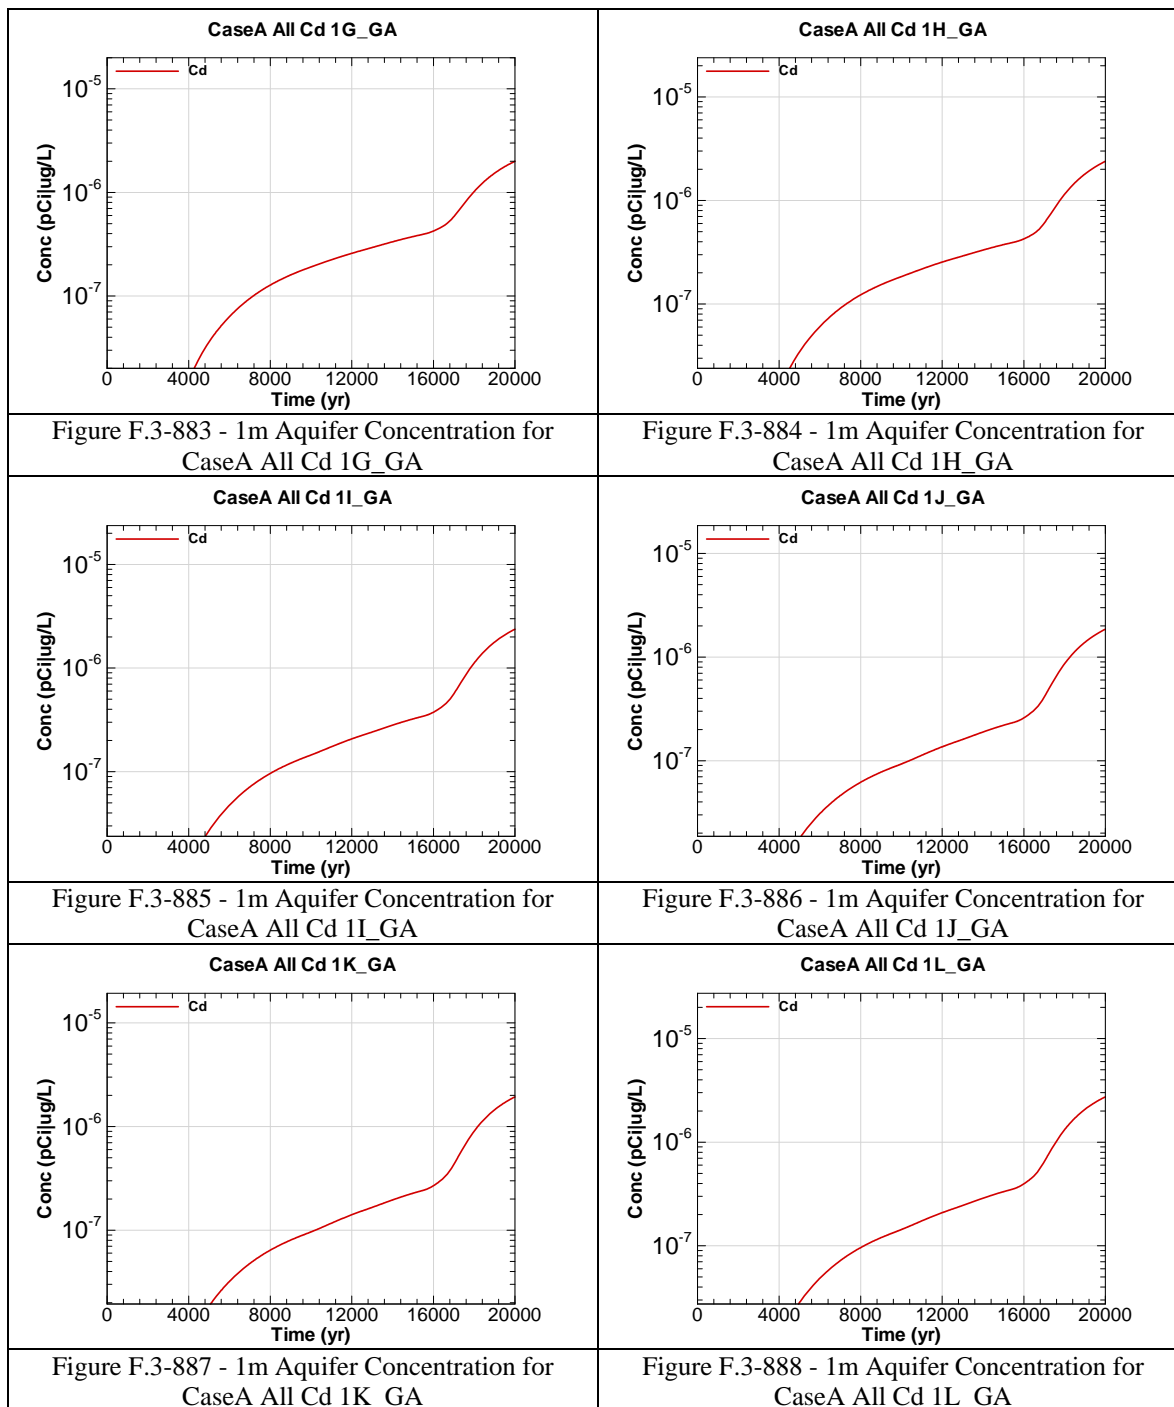 CaseA All Cd 1G_GA
Cd
Conc (pCi|ug/L)
10-5
10-6
10-7
0 4000 8000 12000 16000 20000
Time (yr)
Figure F.3-883 - 1m Aquifer Concentration for
CaseA All Cd 1G_GA
CaseA All Cd 1H_GA
Cd
Conc (pCi|ug/L)
10-5
10-6
10-7
0 4000 8000 12000 16000 20000
Time (yr)
Figure F.3-884 - 1m Aquifer Concentration for
CaseA All Cd 1H_GA
CaseA All Cd 1I_GA
Cd
Conc (pCi|ug/L)
10-5
10-6
10-7
0 4000 8000 12000 16000 20000
Time (yr)
Figure F.3-885 - 1m Aquifer Concentration for
CaseA All Cd 1I_GA
CaseA All Cd 1J_GA
Cd
Conc (pCi|ug/L)
10-5
10-6
10-7
0 4000 8000 12000 16000 20000
Time (yr)
Figure F.3-886 - 1m Aquifer Concentration for
CaseA All Cd 1J_GA
CaseA All Cd 1K_GA
Cd
Conc (pCi|ug/L)
10-5
10-6
10-7
0 4000 8000 12000 16000 20000
Time (yr)
Figure F.3-887 - 1m Aquifer Concentration for
CaseA All Cd 1K_GA
CaseA All Cd 1L_GA
Cd
Conc (pCi|ug/L)
10-5
10-6
10-7
0 4000 8000 12000 16000 20000
Time (yr)
Figure F.3-888 - 1m Aquifer Concentration for
CaseA All Cd 1L_GA